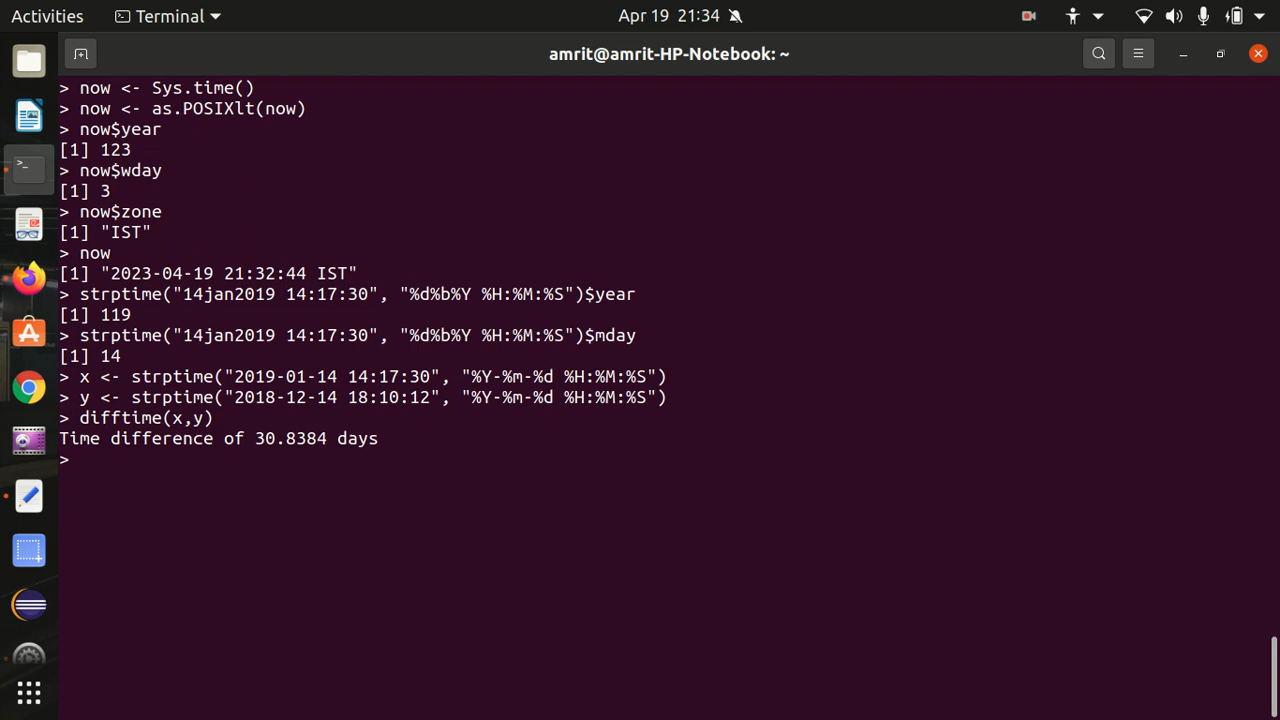 Activities Terminal Apr 19 21:34
amrit@amrit-HP-Notebook: ~
> now <- Sys.time()
> now <- as.POSIXlt(now)
> now$year
[1] 123
> now$wday
[1] 3
> now$zone
[1] "IST"
> now
[1] "2023-04-19 21:32:44 IST"
> strptime("14jan2019 14:17:30", "%d%b%Y %H:%M:%S")$year
[1] 119
> strptime("14jan2019 14:17:30", "%d%b%Y %H:%M:%S")$mday
[1] 14
> x <- strptime("2019-01-14 14:17:30", "%Y-%m-%d %H:%M:%S")
> y <- strptime("2018-12-14 18:10:12", "%Y-%m-%d %H:%M:%S")
> difftime(x,y)
Time difference of 30.8384 days
>